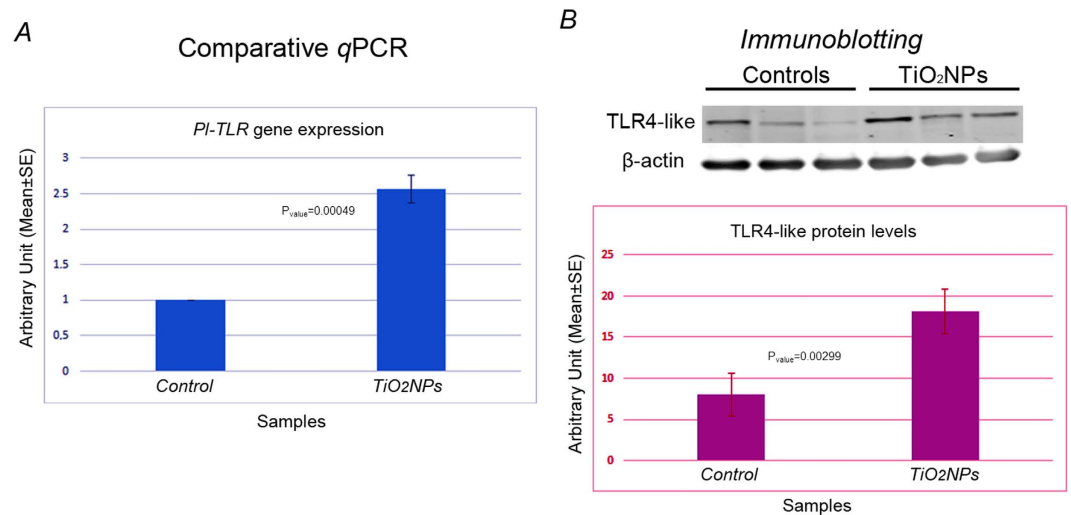 A
Comparative qPCR
Pl-TLR gene expression
Arbitrary Unit (Mean±SE)
3
2.5
2
1.5
1
0.5
0
Pvalue=0.00049
Control
TiO2NPs
Samples
B
Immunoblotting
Controls
TiO2NPs
TLR4-like
β-actin
TLR4-like protein levels
Arbitrary Unit (Mean±SE)
25
20
15
10
5
0
Pvalue=0.00299
Control
TiO2NPs
Samples